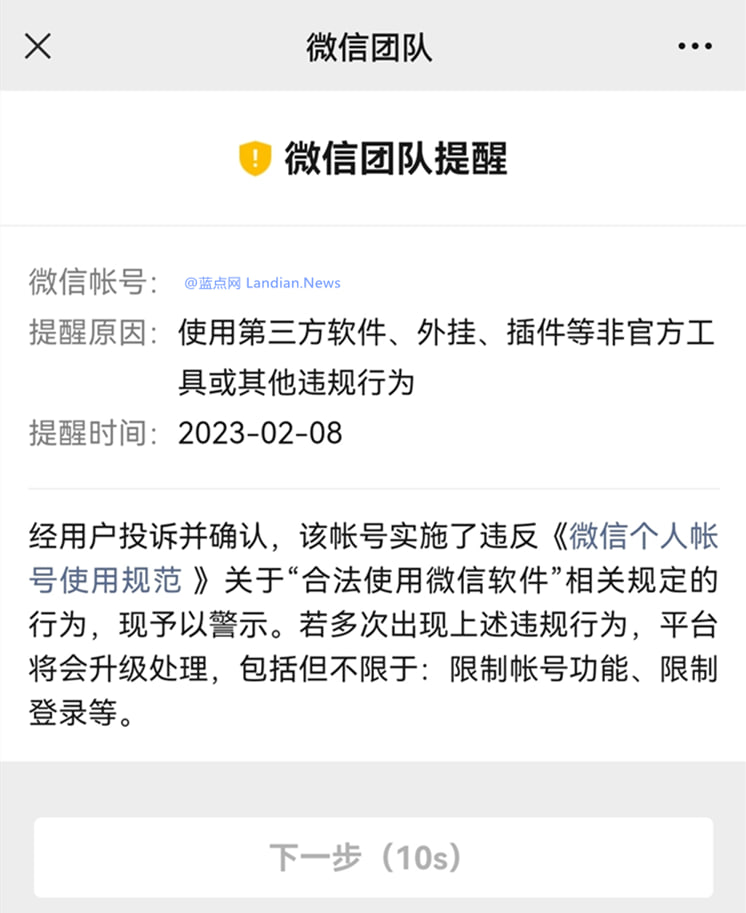 微信团队
微信团队提醒
微信帐号： @蓝点网 Landian.News
提醒原因： 使用第三方软件、外挂、插件等非官方工
具或其他违规行为
提醒时间： 2023-02-08
经用户投诉并确认，该帐号实施了违反《微信个人帐
号使用规范 》关于“合法使用微信软件”相关规定的
行为，现予以警示。若多次出现上述违规行为，平台
将会升级处理，包括但不限于：限制帐号功能、限制
登录等。
下一步（10s）